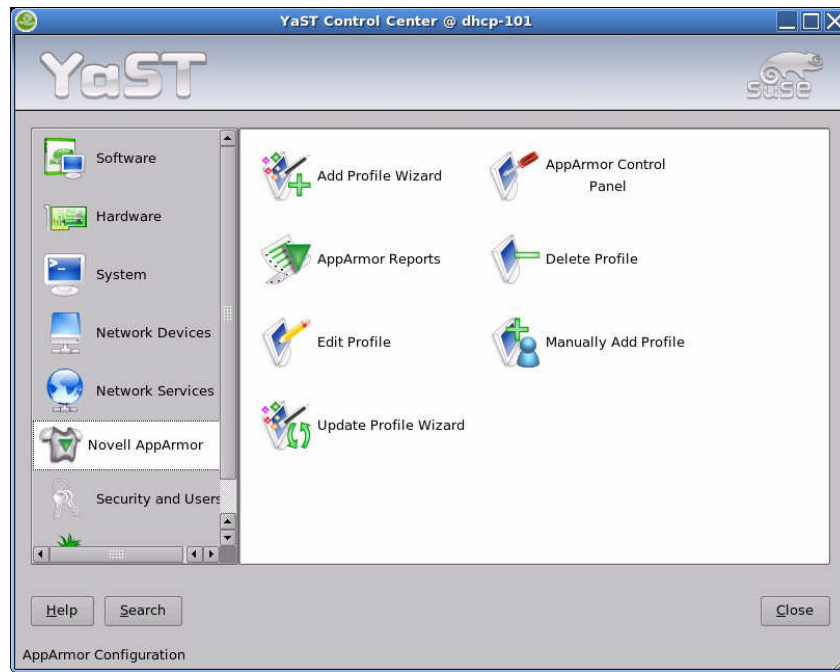 YaST Control Center @ dhcp-101
YaST
suse
Software
Hardware
System
Network Devices
Network Services
Novell AppArmor
Security and Users
Add Profile Wizard
AppArmor Control
Panel
AppArmor Reports
Delete Profile
Edit Profile
Manually Add Profile
Update Profile Wizard
Help
Search
Close
AppArmor Configuration